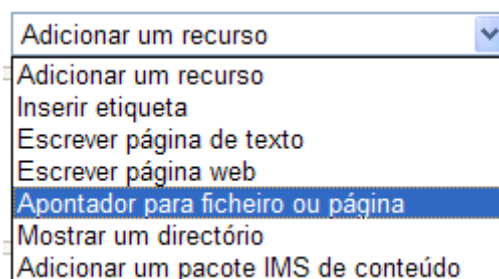 Adicionar um recurso
Adicionar um recurso
Inserir etiqueta
Escrever página de texto
Escrever página web
Apontador para ficheiro ou página
Mostrar um directório
Adicionar um pacote IMS de conteúdo